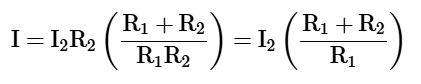 I = I₂R₂ ( (R₁ + R₂) / (R₁R₂) ) = I₂ ( (R₁ + R₂) / R₁ )